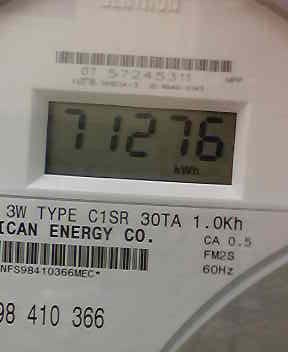 07 57245311
71276
kWh
3W TYPE C1SR 30TA 1.0Kh
ICAN ENERGY CO.
CA 0.5
FM2S
NFS98410366MEC*
60Hz
98 410 366